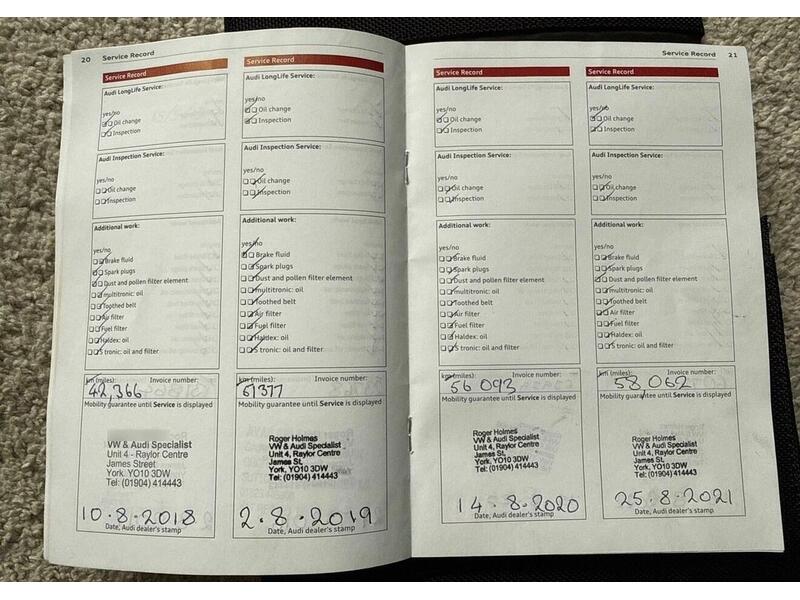 20 Service Record
Service Record
Audi LongLife Service:
yes/no
Oil change
Inspection
Audi Inspection Service:
yes/no
Oil change
Inspection
Additional work:
yes/no
Brake fluid
Spark plugs
Dust and pollen filter element
multitronic: oil
Toothed belt
Air filter
Fuel filter
Haldex: oil
S tronic: oil and filter
km (miles): Invoice number:
42,366
Mobility guarantee until Service is displayed
VW & Audi Specialist
Unit 4 - Raylor Centre
James Street
York. YO10 3DW
Tel: (01904) 414443
10.8.2018
Date, Audi dealer's stamp
Service Record
Audi LongLife Service:
yes/no
Oil change
Inspection
Audi Inspection Service:
yes/no
Oil change
Inspection
Additional work:
yes/no
Brake fluid
Spark plugs
Dust and pollen filter element
multitronic: oil
Toothed belt
Air filter
Fuel filter
Haldex: oil
S tronic: oil and filter
km (miles): Invoice number:
Mobility guarantee until Service is displayed
Roger Holmes
VW & Audi Specialist
Unit 4, Raylor Centre
James St,
York, YO10 3DW
Tel: (01904) 414443
2.8.2019
Date, Audi dealer's stamp
Service Record 21
Service Record
Audi LongLife Service:
yes/no
Oil change
Inspection
Audi Inspection Service:
yes/no
Oil change
Inspection
Additional work:
yes/no
Brake fluid
Spark plugs
Dust and pollen filter element
multitronic: oil
Toothed belt
Air filter
Fuel filter
Haldex: oil
S tronic: oil and filter
km (miles): Invoice number:
56093
Mobility guarantee until Service is displayed
Roger Holmes
VW & Audi Specialist
Unit 4, Raylor Centre
James St,
York, YO10 3DW
Tel: (01904) 414443
14.8.2020
Date, Audi dealer's stamp
Service Record
Audi LongLife Service:
yes/no
Oil change
Inspection
Audi Inspection Service:
yes/no
Oil change
Inspection
Additional work:
yes/no
Brake fluid
Spark plugs
Dust and pollen filter element
multitronic: oil
Toothed belt
Air filter
Fuel filter
Haldex: oil
S tronic: oil and filter
km (miles): Invoice number:
58062
Mobility guarantee until Service is displayed
Roger Holmes
VW & Audi Specialist
Unit 4, Raylor Centre
James St,
York, YO10 3DW
Tel: (01904) 414443
25.8.2021
Date, Audi dealer's stamp